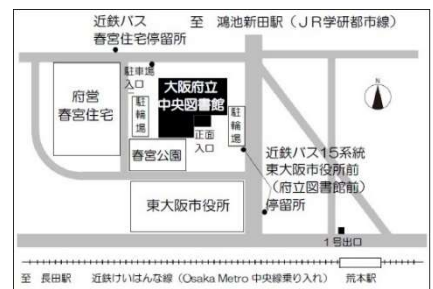 近鉄バス
春宮住宅停留所
至 鴻池新田駅(JR学研都市線)
駐車場
入口
大阪府立
中央図書館
府営
春宮住宅
駐輪場
正面
入口
駐輪場
N
春宮公園
近鉄バス15系統
東大阪市役所前
(府立図書館前)
停留所
東大阪市役所
1号出口
至 長田駅
近鉄けいはんな線(Osaka Metro 中央線乗り入れ)
荒本駅